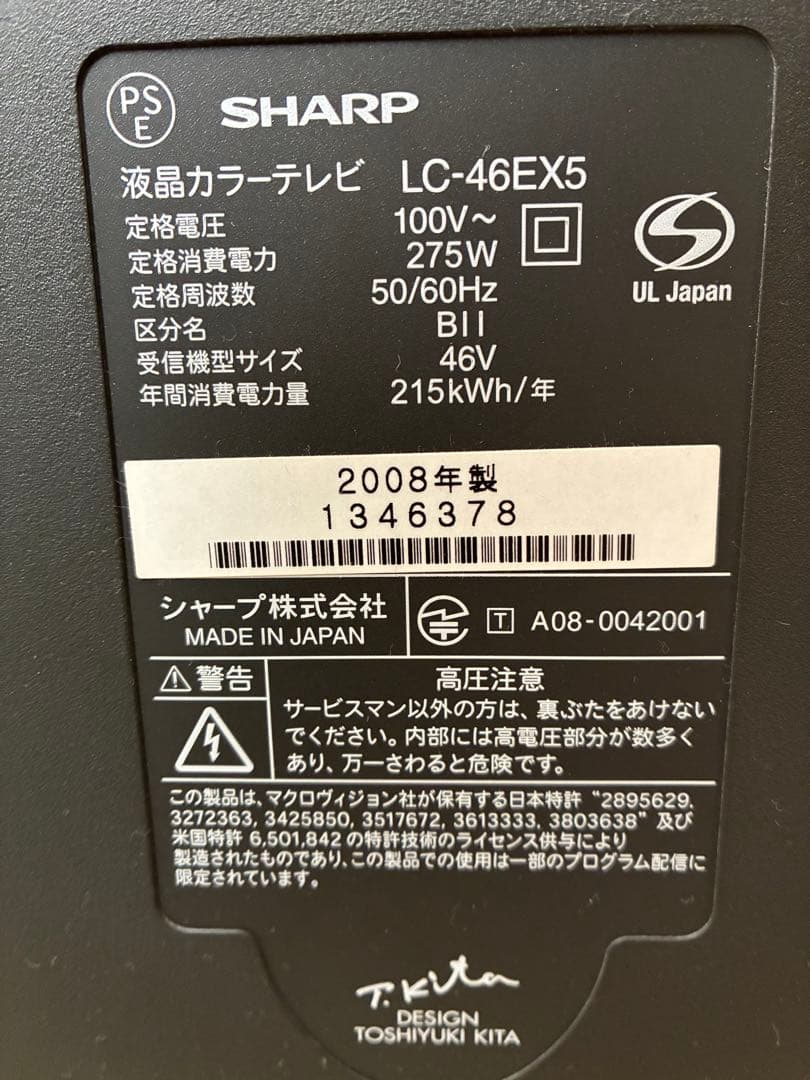 PS
E
SHARP
液晶カラーテレビ LC-46EX5
定格電圧 100V～
定格消費電力 275W
定格周波数 50/60Hz
区分名 BII
受信機型サイズ 46V
年間消費電力量 215kWh/年
UL Japan
2008年製
1346378
シャープ株式会社
MADE IN JAPAN
T A08-0042001
警告
高圧注意
サービスマン以外の方は、裏ぶたをあけない
でください。内部には高電圧部分が数多く
あり、万一さわると危険です。
この製品は、マクロヴィジョン社が保有する日本特許 “2895629,
3272363, 3425850, 3517672, 3613333, 3803638” 及び
米国特許 6,501,842 の特許技術のライセンス供与により
製造されたものであり、この製品での使用は一部のプログラム配信に
限定されています。
T. Kita
DESIGN
TOSHIYUKI KITA